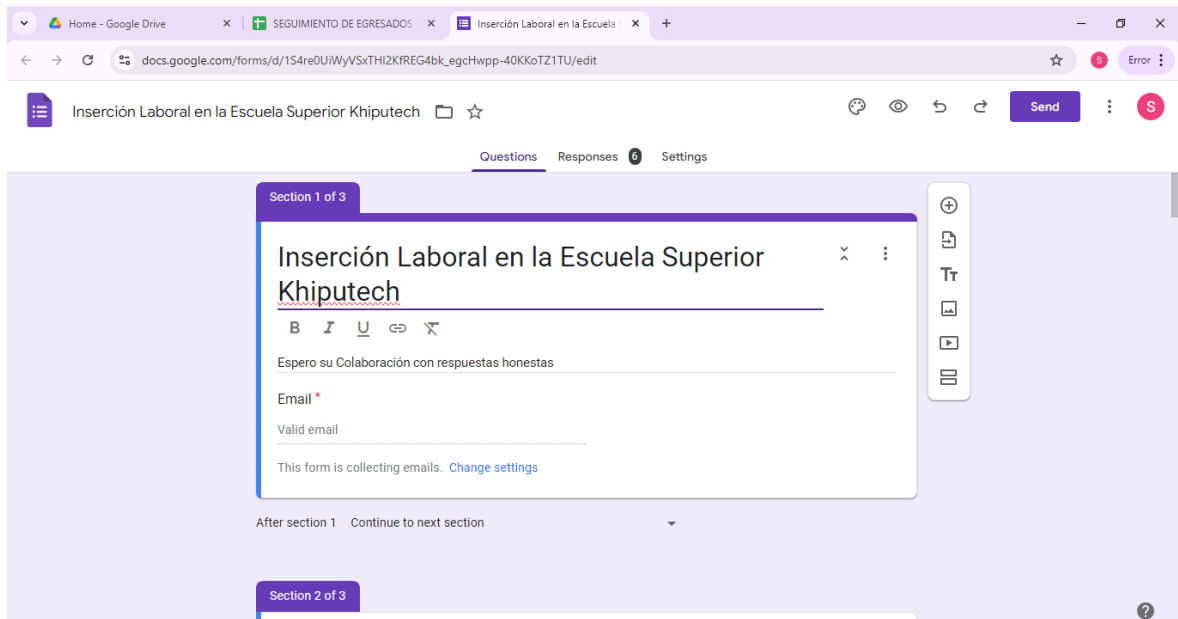 Home - Google Drive
SEGUIMIENTO DE EGRESADOS
Inserción Laboral en la Escuela S
docs.google.com/forms/d/1S4re0UiWyVSxTHI2KfREG4bk_egcHwpp-40KKoTZ1TU/edit
S
Error
Inserción Laboral en la Escuela Superior Khiputech
Send
S
Questions
Responses 6
Settings
Section 1 of 3
Inserción Laboral en la Escuela Superior
Khiputech
B I U
Tт
Espero su Colaboración con respuestas honestas
Email *
Valid email
This form is collecting emails. Change settings
After section 1 Continue to next section
Section 2 of 3